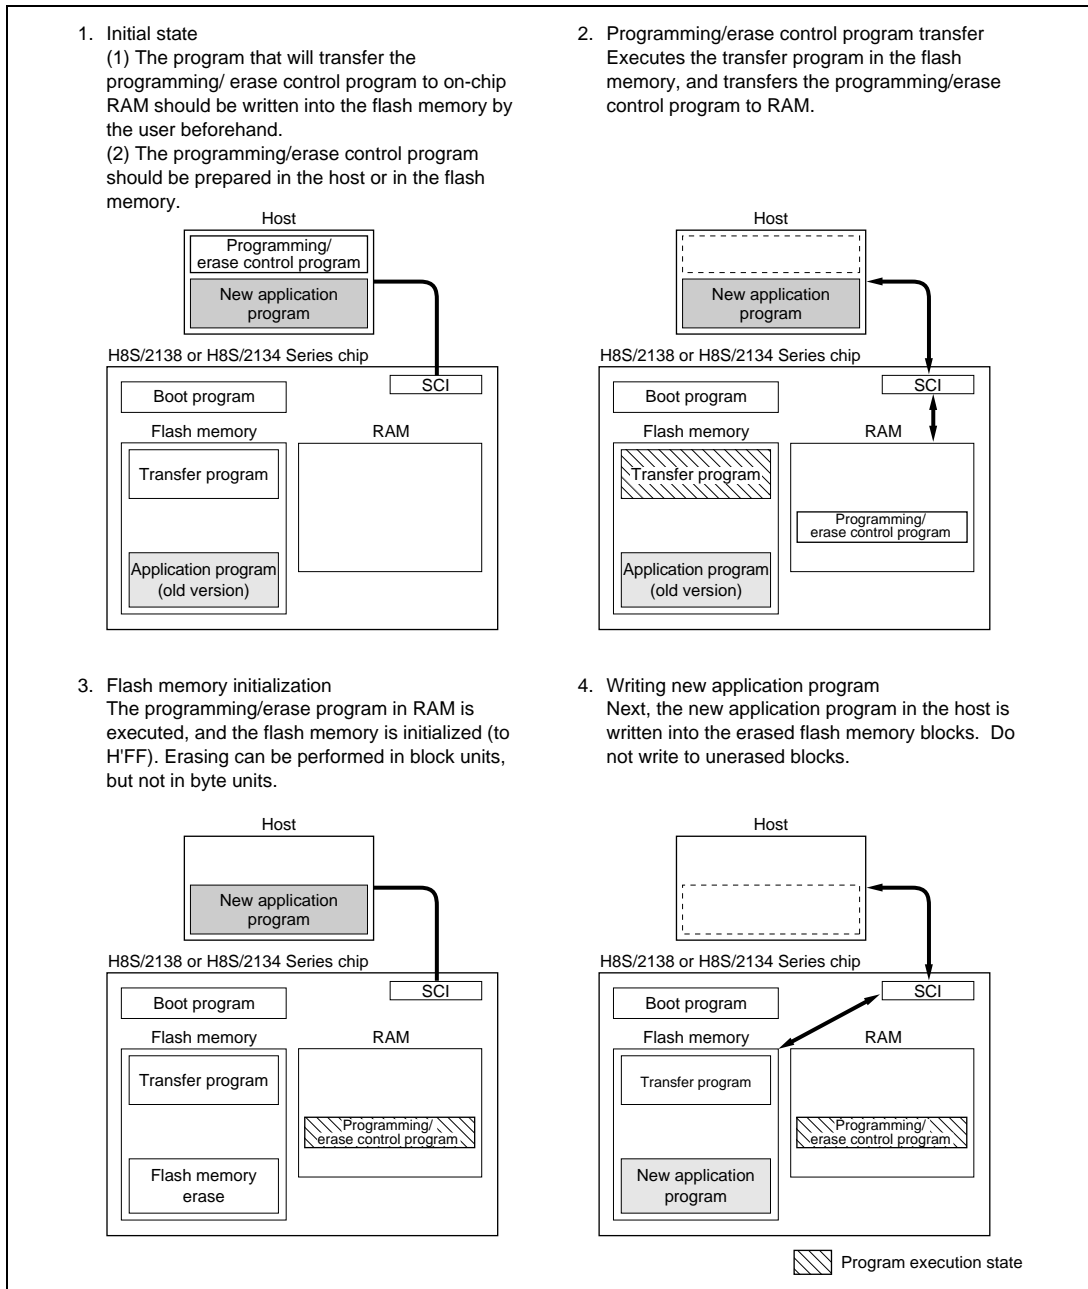 1. Initial state
(1) The program that will transfer the
programming/ erase control program to on-chip
RAM should be written into the flash memory by
the user beforehand.
(2) The programming/erase control program
should be prepared in the host or in the flash
memory.
Host
Programming/
erase control program
New application
program
H8S/2138 or H8S/2134 Series chip
SCI
Boot program
Flash memory
RAM
Transfer program
Application program
(old version)
2. Programming/erase control program transfer
Executes the transfer program in the flash
memory, and transfers the programming/erase
control program to RAM.
Host
New application
program
H8S/2138 or H8S/2134 Series chip
SCI
Boot program
Flash memory
RAM
Transfer program
Programming/
erase control program
Application program
(old version)
3. Flash memory initialization
The programming/erase program in RAM is
executed, and the flash memory is initialized (to
H'FF). Erasing can be performed in block units,
but not in byte units.
Host
New application
program
H8S/2138 or H8S/2134 Series chip
SCI
Boot program
Flash memory
RAM
Transfer program
Programming/
erase control program
Flash memory
erase
4. Writing new application program
Next, the new application program in the host is
written into the erased flash memory blocks.  Do
not write to unerased blocks.
Host
H8S/2138 or H8S/2134 Series chip
SCI
Boot program
Flash memory
RAM
Transfer program
Programming/
erase control program
New application
program
Program execution state